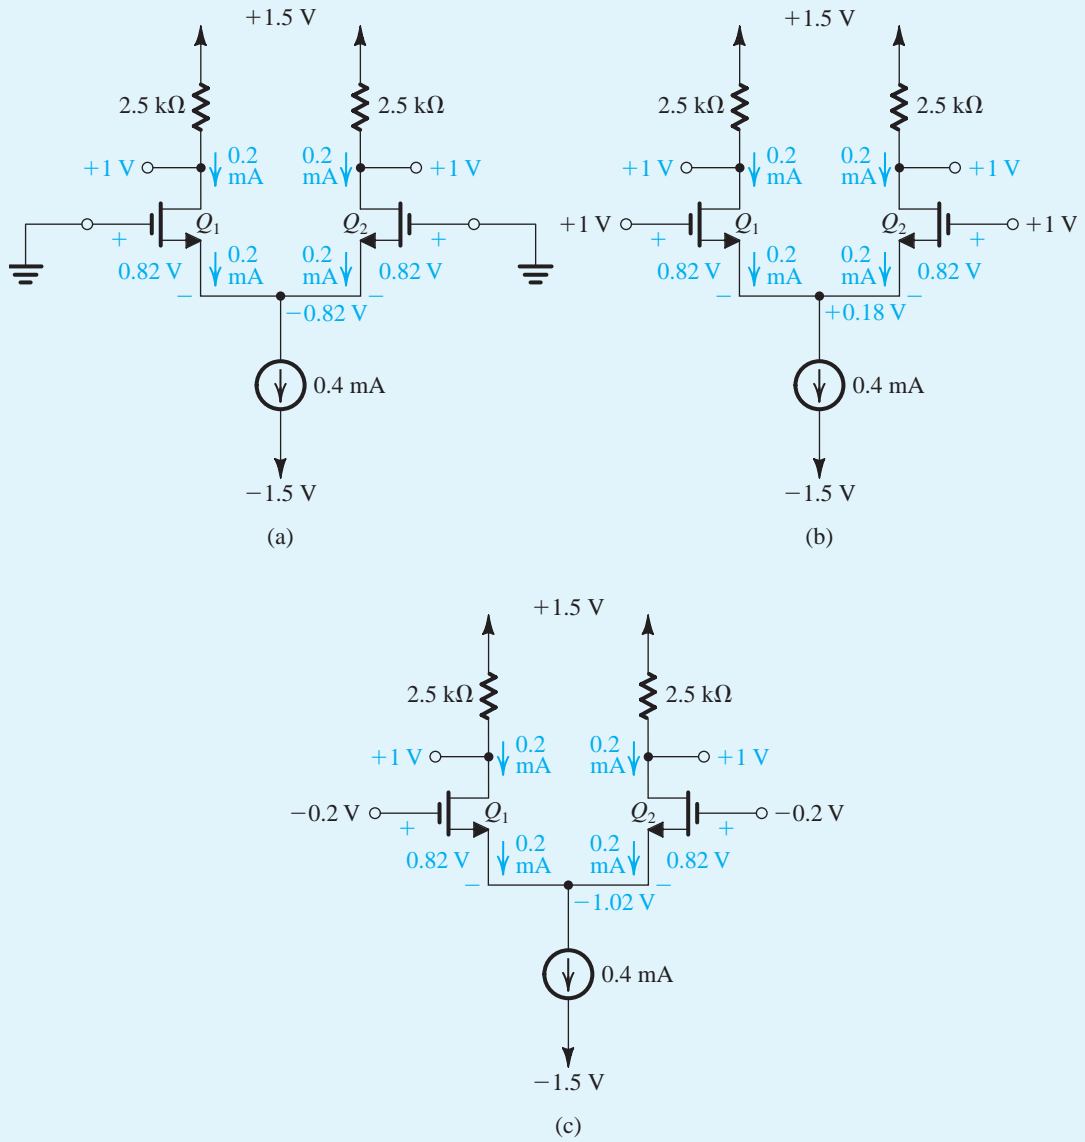 +1.5 V
2.5 kΩ 2.5 kΩ
+1 V 0.2 mA 0.2 mA +1 V
Q1 Q2
+ +
0.82 V 0.2 mA 0.2 mA 0.82 V
− −
−0.82 V
0.4 mA
−1.5 V
(a)
+1.5 V
2.5 kΩ 2.5 kΩ
+1 V 0.2 mA 0.2 mA +1 V
+1 V Q1 Q2 +1 V
+ +
0.82 V 0.2 mA 0.2 mA 0.82 V
− −
+0.18 V
0.4 mA
−1.5 V
(b)
+1.5 V
2.5 kΩ 2.5 kΩ
+1 V 0.2 mA 0.2 mA +1 V
−0.2 V Q1 Q2 −0.2 V
+ +
0.82 V 0.2 mA 0.2 mA 0.82 V
− −
−1.02 V
0.4 mA
−1.5 V
(c)